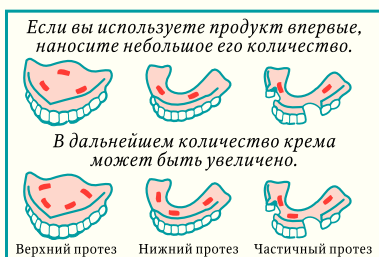 Если вы используете продукт впервые,
наносите небольшое его количество.
В дальнейшем количество крема
может быть увеличено.
Верхний протез Нижний протез Частичный протез